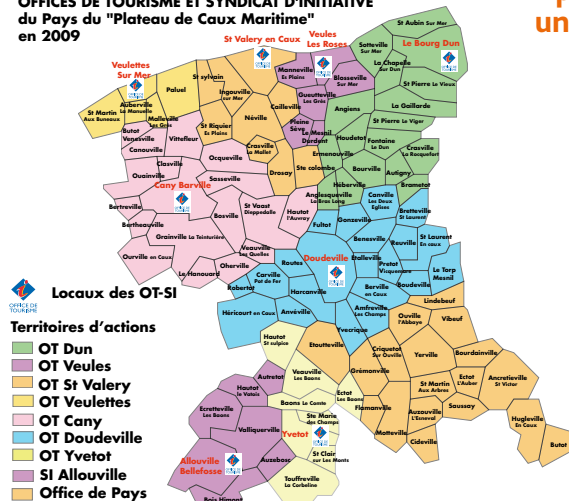 OFFICES DE TOURISME ET SYNDICAT D'INITIATIVE
du Pays du "Plateau de Caux Maritime"
en 2009
un
St Aubin Sur Mer
Veules
Les Roses
St Valery en Caux
Sotteville
Sur Mer
Le Bourg Dun
La Chapelle
Sur Dun
Veulettes
Sur Mer
St sylvain
Manneville
Es Plains
Blosseville
Sur Mer
St Pierre Le Vieux
Paluel
Ingouville
sur Mer
Gueutteville
Les Grès
Auberville
La Manuelle
Cailleville
Angiens
La Gaillarde
St Martin
Aux Buneaux
Malleville
Les Grès
Néville
Pleine
Sève
St Pierre Le Viger
Butot
Venesville
Vittefleur
St Riquier
Es Plains
Le Mesnil
Durdent
Houdetot
Fontaine
Le Dun
Crasville
La Mallet
Crasville
La Rocquefort
Canouville
Ocqueville
Ermenouville
Clasville
Drosay
Ste colombe
Bourville
Autigny
Ouainville
Sasseville
Cany Barville
Héberville
Brametot
Anglesqueville
La Bras Long
Canville
Les Deux
Eglises
Bertreville
St Vaast
Dieppedalle
Hautot
l'Auvray
Bretteville
St Laurent
Bosville
Fultot
Gonzeville
Bertheauville
Grainville La Teinturière
Benesville
Reuville
St Laurent
En caux
Veauville
Les Quelles
Doudeville
Etalleville
Ourville en Caux
Oherville
Routes
Pretot
Vicquemare
Le Torp
Mesnil
Le Hanouard
Carville
Pot de Fer
Robertot
Harcanville
Berville
en Caux
Boudeville
OFFICE DE
TOURISME
Locaux des OT-SI
Lindebeuf
Héricourt en Caux
Anvéville
Amfreville
Les Champs
Ouville
l'Abbaye
Vibeuf
Yvecrique
Territoires d'actions
Hautot
St sulpice
Etoutteville
Criquetot
Sur Ouville
Yerville
Bourdainville
OT Dun
OT Veules
OT St Valery
OT Veulettes
OT Cany
OT Doudeville
OT Yvetot
SI Allouville
Office de Pays
Autretot
Veauville
Les Baons
Grémonville
Hautot
le Vatois
Ectot
Les Baons
St Martin
Aux Arbres
Ectot
L'Auber
Ancretieville
St Victor
Ecretteville
Les Baons
Baons Le Comte
Flamanville
Saussay
Ste Marie
des Champs
Auzouville
L'Esneval
Hugleville
En Caux
Valliquerville
Yvetot
Motteville
Cideville
Butot
St Clair
sur Les Monts
Allouville
Bellefosse
Auzebosc
Touffreville
La Corbeline
Bois Himont